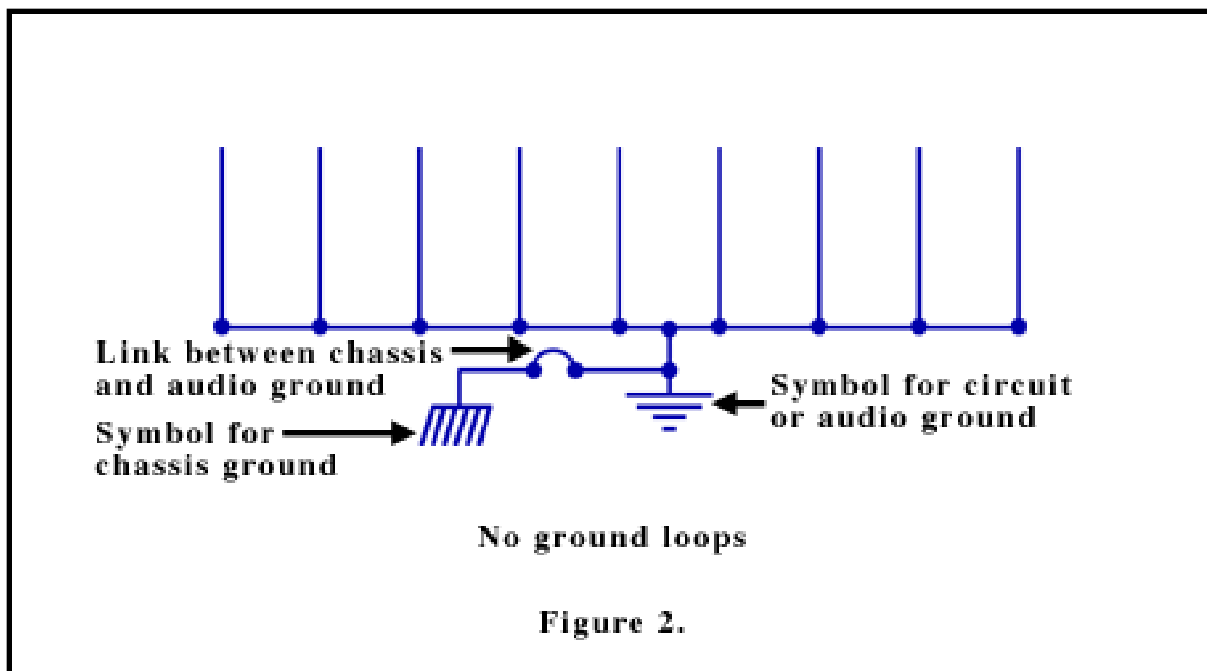 Link between chassis
and audio ground
Symbol for circuit
or audio ground
Symbol for
chassis ground
No ground loops
Figure 2.